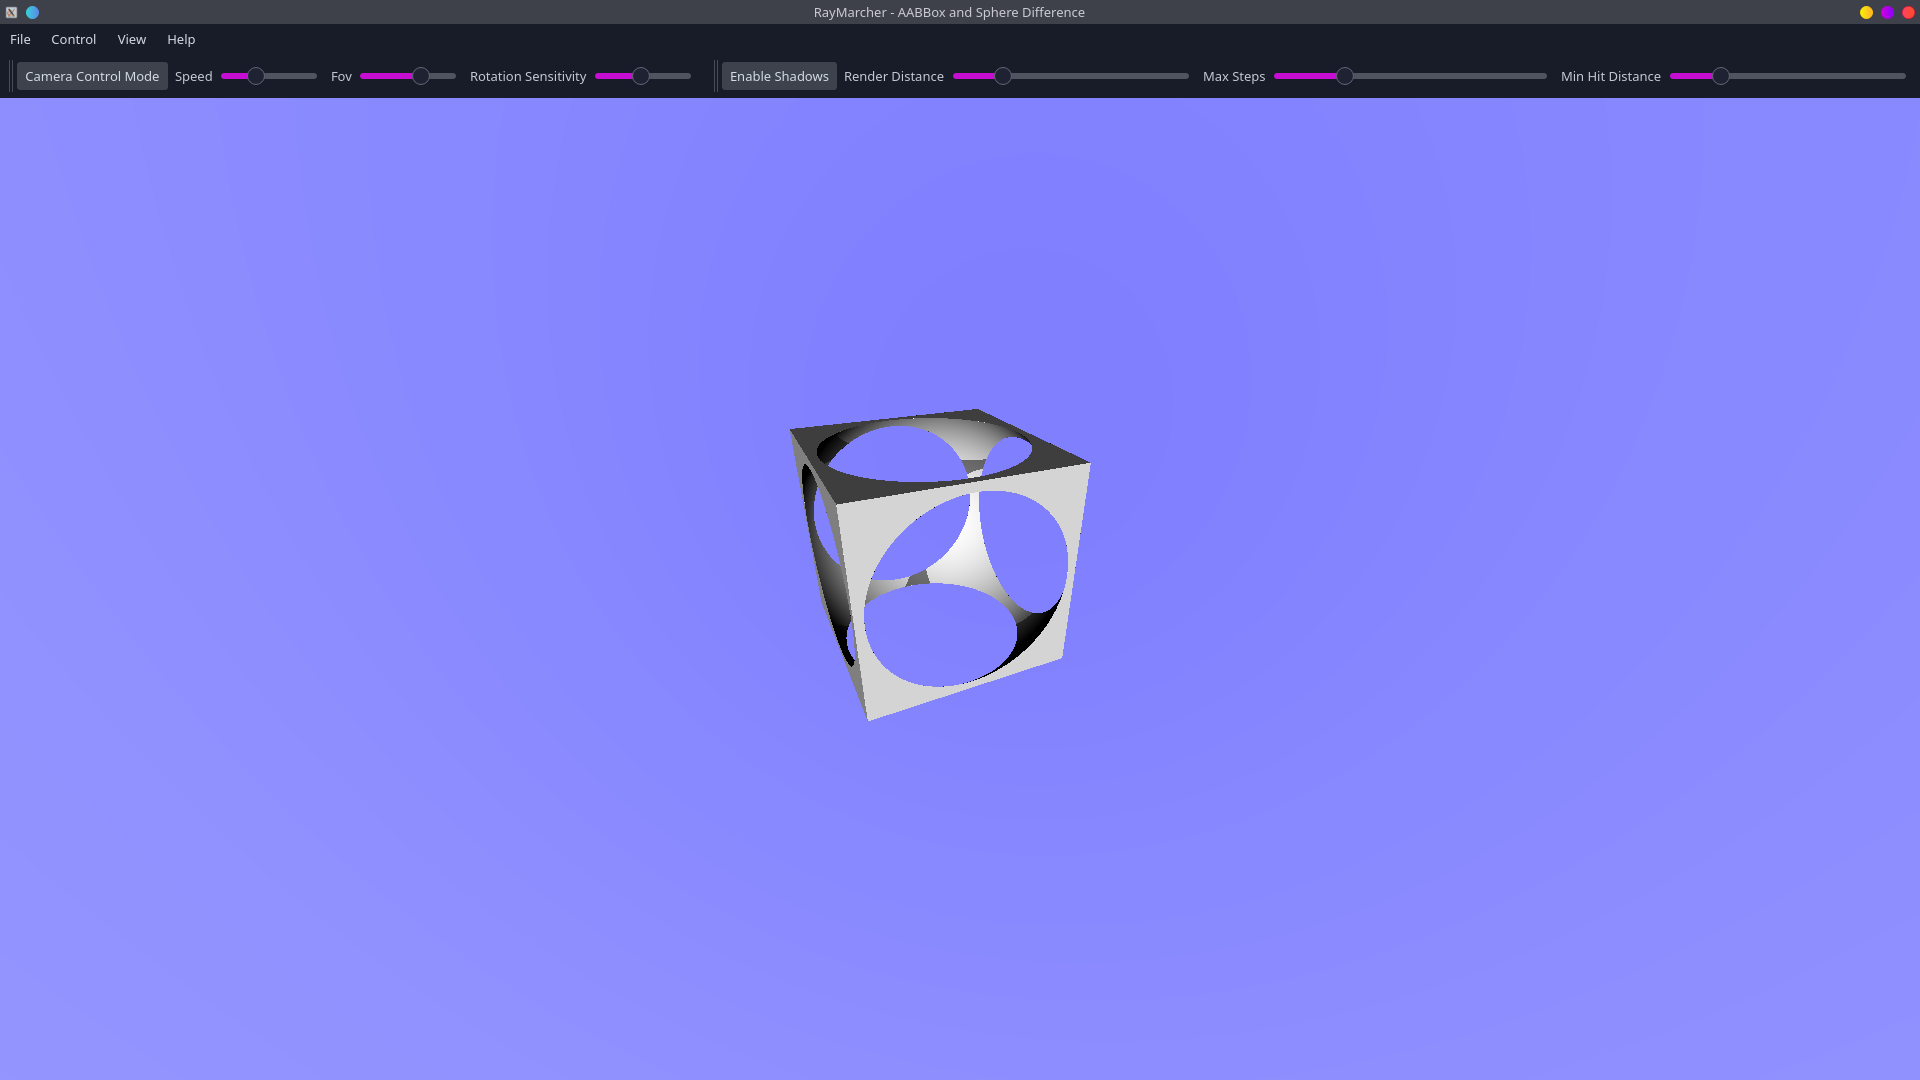 RayMarcher - AABBox and Sphere Difference
File Control View Help
Camera Control Mode Speed Fov Rotation Sensitivity Enable Shadows Render Distance Max Steps Min Hit Distance